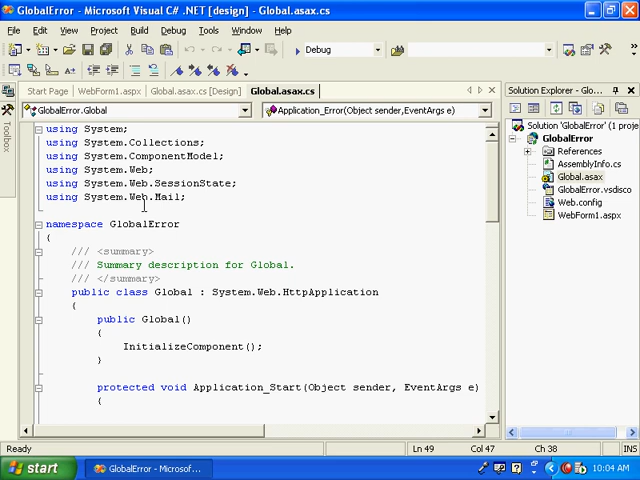 GlobalError - Microsoft Visual C# .NET [design] - Global.asax.cs
File Edit View Project Build Debug Tools Window Help
Debug
Start Page WebForm1.aspx Global.asax.cs [Design] Global.asax.cs
GlobalError.Global
Application_Error(Object sender,EventArgs e)
Toolbox
using System;
using System.Collections;
using System.ComponentModel;
using System.Web;
using System.Web.SessionState;
using System.Web.Mail;
namespace GlobalError
{
/// <summary>
/// Summary description for Global.
/// </summary>
public class Global : System.Web.HttpApplication
{
public Global()
{
InitializeComponent();
}
protected void Application_Start(Object sender, EventArgs e)
{
Solution Explorer - Glo...
Solution 'GlobalError' (1 proje
GlobalError
References
AssemblyInfo.cs
Global.asax
GlobalError.vsdisco
Web.config
WebForm1.aspx
Ready
Ln 49
Col 47
Ch 38
INS
start
GlobalError - Microsof...
10:04 AM